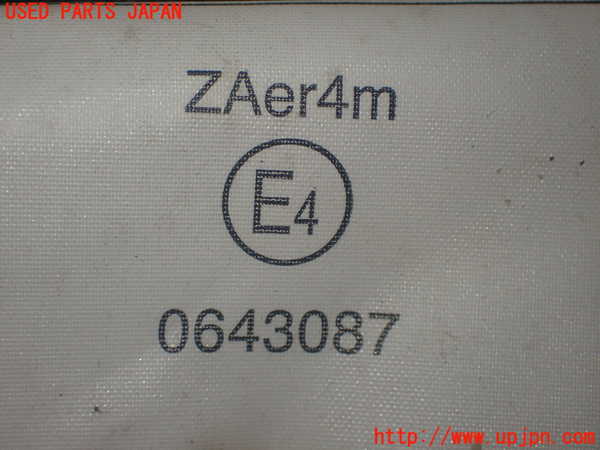 USED PARTS JAPAN
ZAer4m
E4
0643087
http://www.upjpn.com